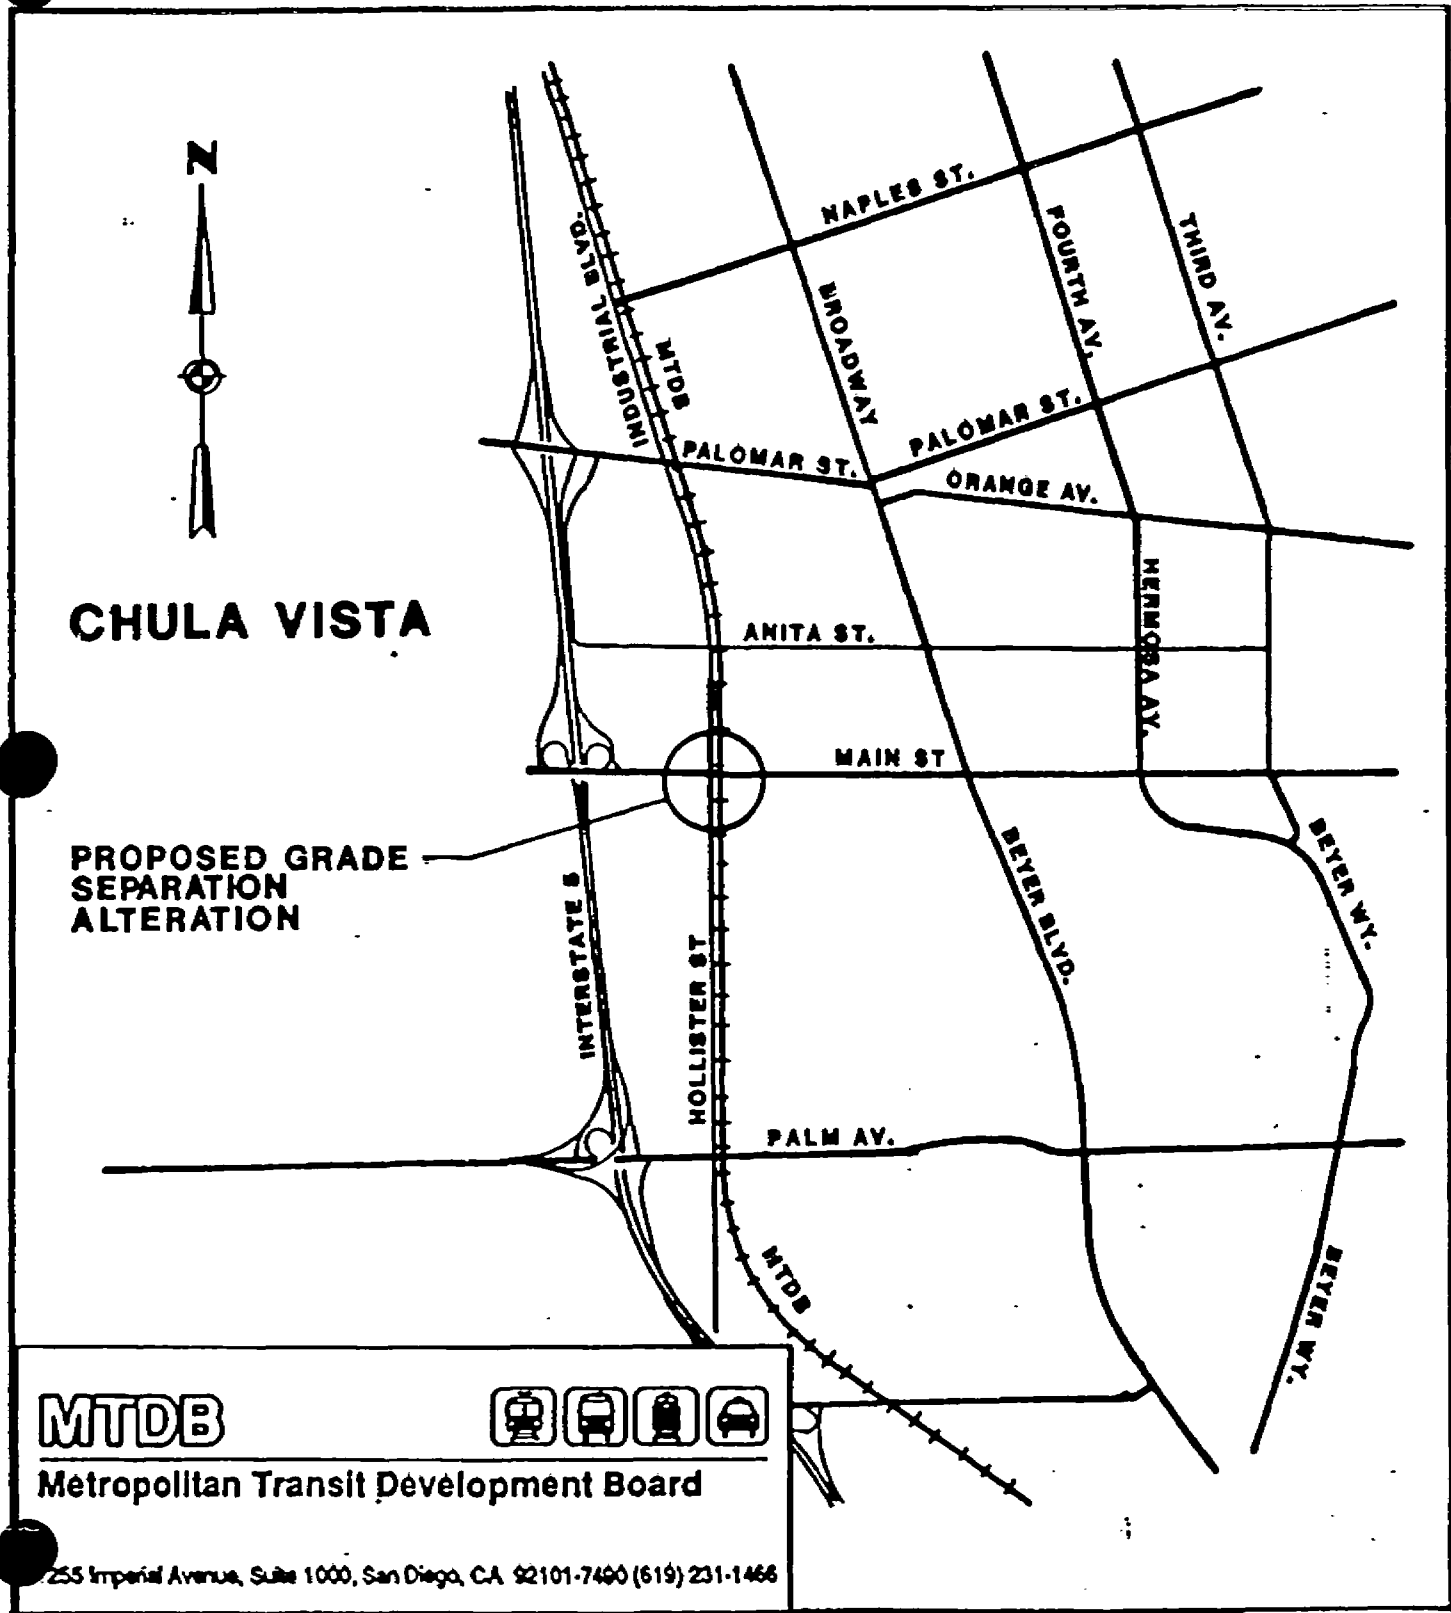 N
NAPLES ST.
INDUSTRIAL BLVD.
MTDB
BROADWAY
FOURTH AV.
THIRD AV.
PALOMAR ST.
PALOMAR ST.
ORANGE AV.
CHULA VISTA
ANITA ST.
HERMOSA AV.
MAIN ST
PROPOSED GRADE
SEPARATION
ALTERATION
INTERSTATE 5
HOLLISTER ST
BEYER BLVD.
BEYER WY.
PALM AV.
MTDB
BEYER WY.
MTDB
Metropolitan Transit Development Board
255 Imperial Avenue, Suite 1000, San Diego, CA 92101-7490 (619) 231-1466